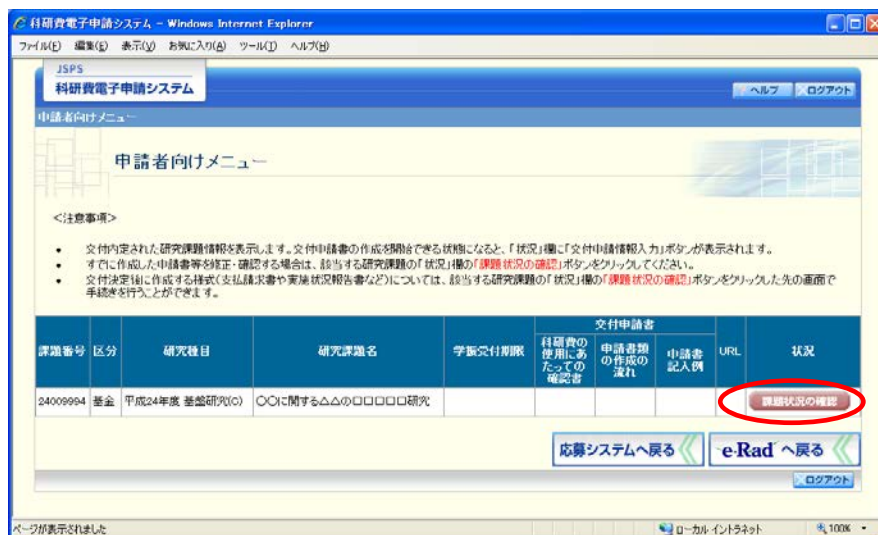 科研費電子申請システム - Windows Internet Explorer
ファイル(F) 編集(E) 表示(V) お気に入り(A) ツール(T) ヘルプ(H)
JSPS
科研費電子申請システム
ヘルプ ログアウト
申請者向けメニュー
申請者向けメニュー
<注意事項>
• 交付内定された研究課題情報を表示します。交付申請書の作成を開始できる状態になると、「状況」欄に「交付申請情報入力」ボタンが表示されます。
• すでに作成した申請書等を修正・確認する場合は、該当する研究課題の「状況」欄の「課題状況の確認」ボタンをクリックしてください。
• 交付決定後に作成する様式(支払請求書や実施状況報告書など)については、該当する研究課題の「状況」欄の「課題状況の確認」ボタンをクリックした先の画面で
手続きを行うことができます。
交付申請書
課題番号 区分 研究種目 研究課題名 学振受付期限 科研費の使用にあたっての確認書 申請書類の作成の流れ 申請書記入例 URL 状況
24009994 基金 平成24年度 基盤研究(C) 〇〇に関する△△の□□□□□研究 課題状況の確認
応募システムへ戻る e-Rad へ戻る
ログアウト
ページが表示されました ローカル イントラネット 100%